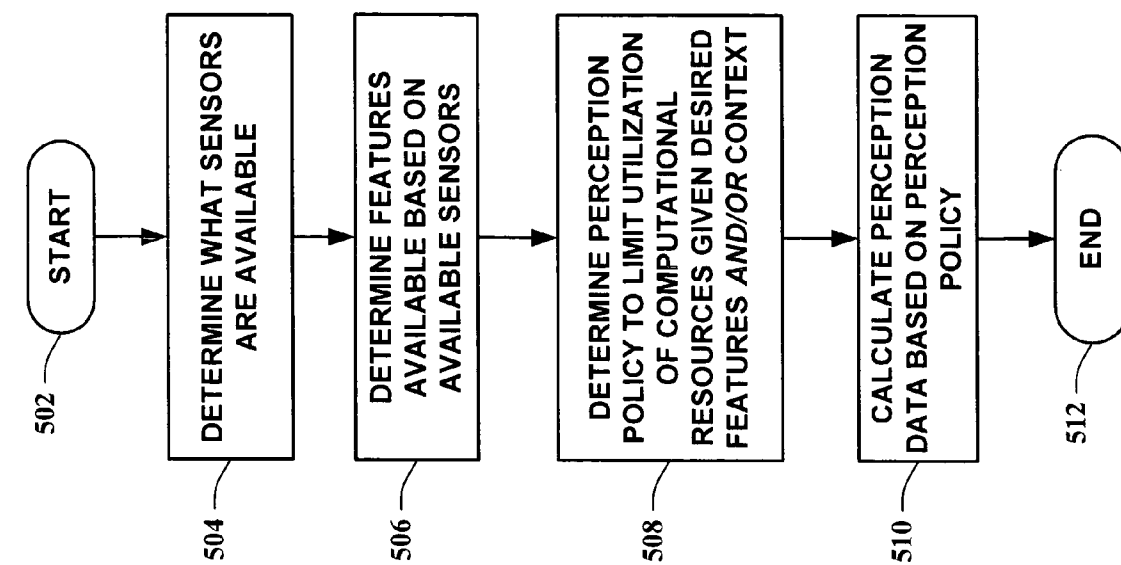 START
502
DETERMINE WHAT SENSORS
ARE AVAILABLE
504
DETERMINE FEATURES
AVAILABLE BASED ON
AVAILABLE SENSORS
506
DETERMINE PERCEPTION
POLICY TO LIMIT UTILIZATION
OF COMPUTATIONAL
RESOURCES GIVEN DESIRED
FEATURES AND/OR CONTEXT
508
CALCULATE PERCEPTION
DATA BASED ON PERCEPTION
POLICY
510
END
512